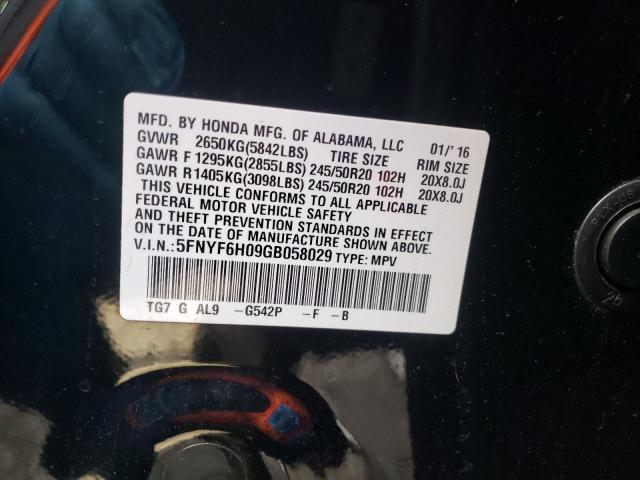 MFD. BY HONDA MFG. OF ALABAMA, LLC 01/' 16
GVWR 2650KG(5842LBS) TIRE SIZE RIM SIZE
GAWR F 1295KG(2855LBS) 245/50R20 102H 20X8.0J
GAWR R 1405KG(3098LBS) 245/50R20 102H 20X8.0J
THIS VEHICLE CONFORMS TO ALL APPLICABLE
FEDERAL MOTOR VEHICLE SAFETY
AND THEFT PREVENTION STANDARDS IN EFFECT
ON THE DATE OF MANUFACTURE SHOWN ABOVE.
V.I.N.: 5FNYF6H09GB058029 TYPE: MPV
TG7 G AL9 -G542P -F -B